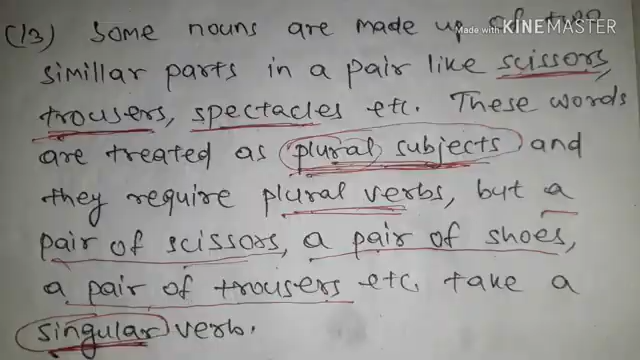 (13) Some nouns are made up of two
Made with KINEMASTER
simillar parts in a pair like scissors,
trousers, spectacles etc. These words
are treated as plural subjects and
they require plural verbs, but a
pair of scissors, a pair of shoes,
a pair of trousers etc. take a
singular verb.